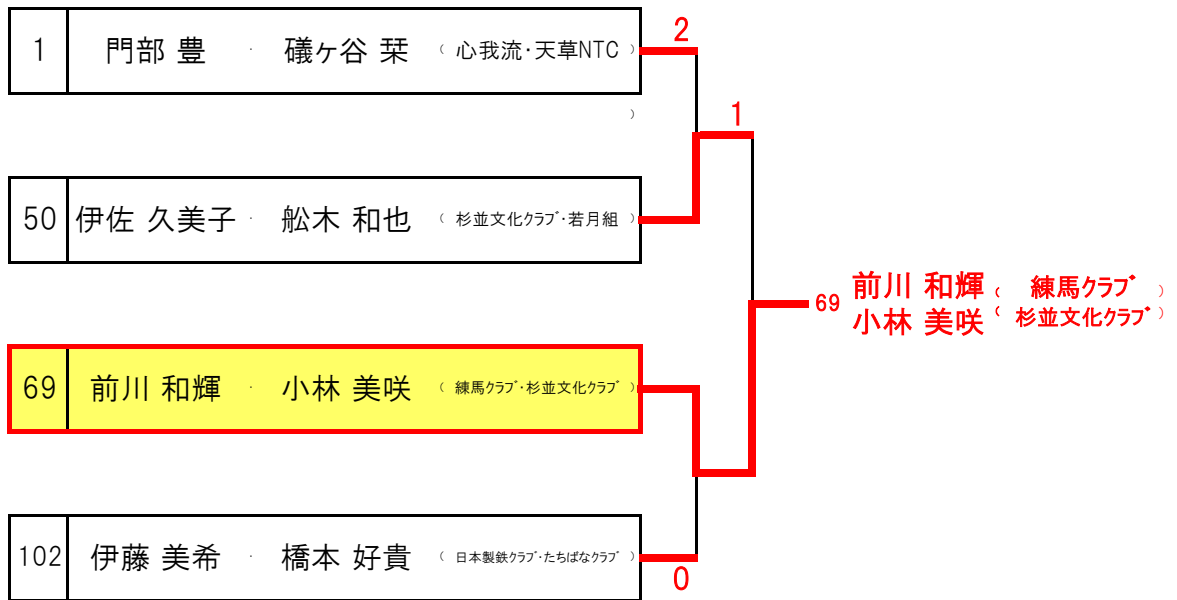 1 門部 豊 · 礒ヶ谷 栞 ( 心我流·天草NTC )
2
)
1
50 伊佐 久美子 · 舩木 和也 ( 杉並文化クラブ·若月組 )
69 前川 和輝 ( 練馬クラブ )
小林 美咲 ( 杉並文化クラブ )
69 前川 和輝 · 小林 美咲 ( 練馬クラブ·杉並文化クラブ )
102 伊藤 美希 · 橋本 好貴 ( 日本製鉄クラブ·たちばなクラブ )
0